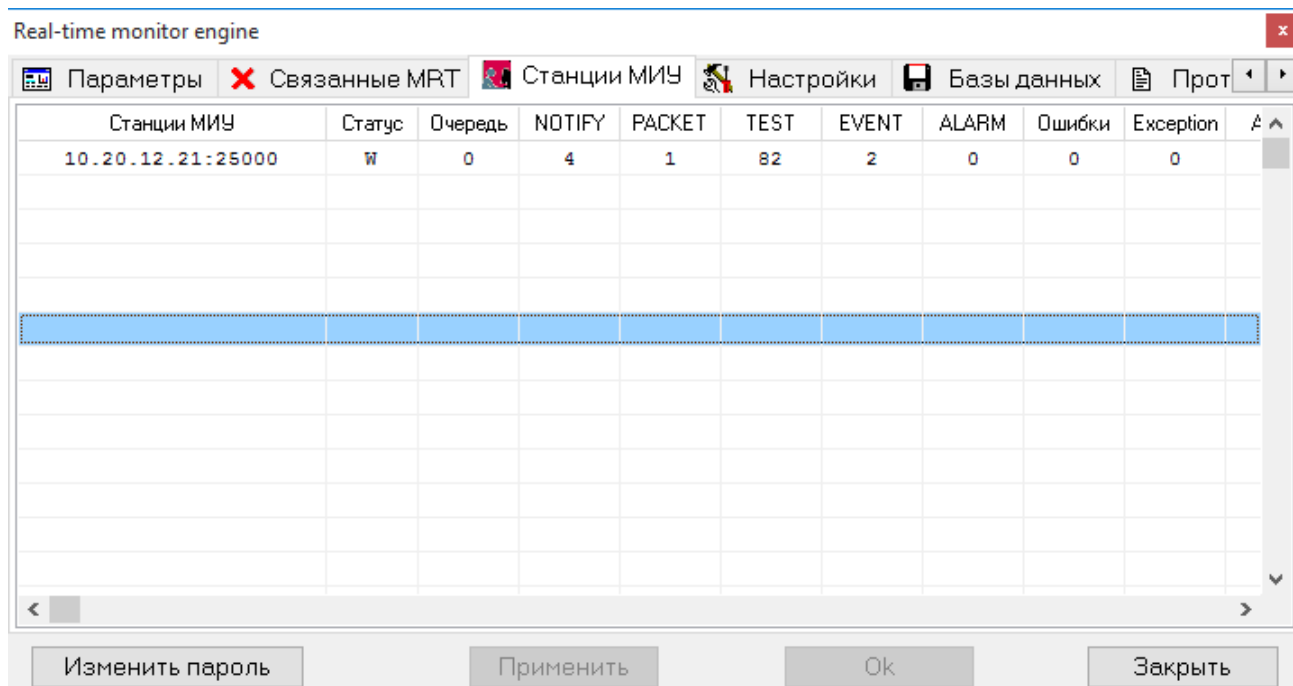 Real-time monitor engine
Параметры Связанные MRT Станции МИУ Настройки Базы данных Прот
Станции МИУ Статус Очередь NOTIFY PACKET TEST EVENT ALARM Ошибки Exception
10.20.12.21:25000 W 0 4 1 82 2 0 0 0
Изменить пароль Применить Ok Закрыть